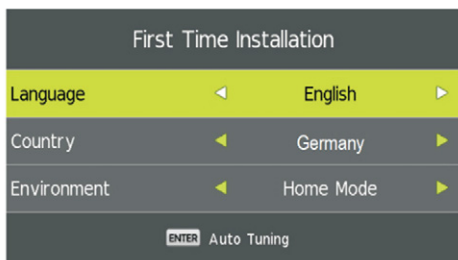 First Time Installation
Language English
Country Germany
Environment Home Mode
ENTER Auto Tuning